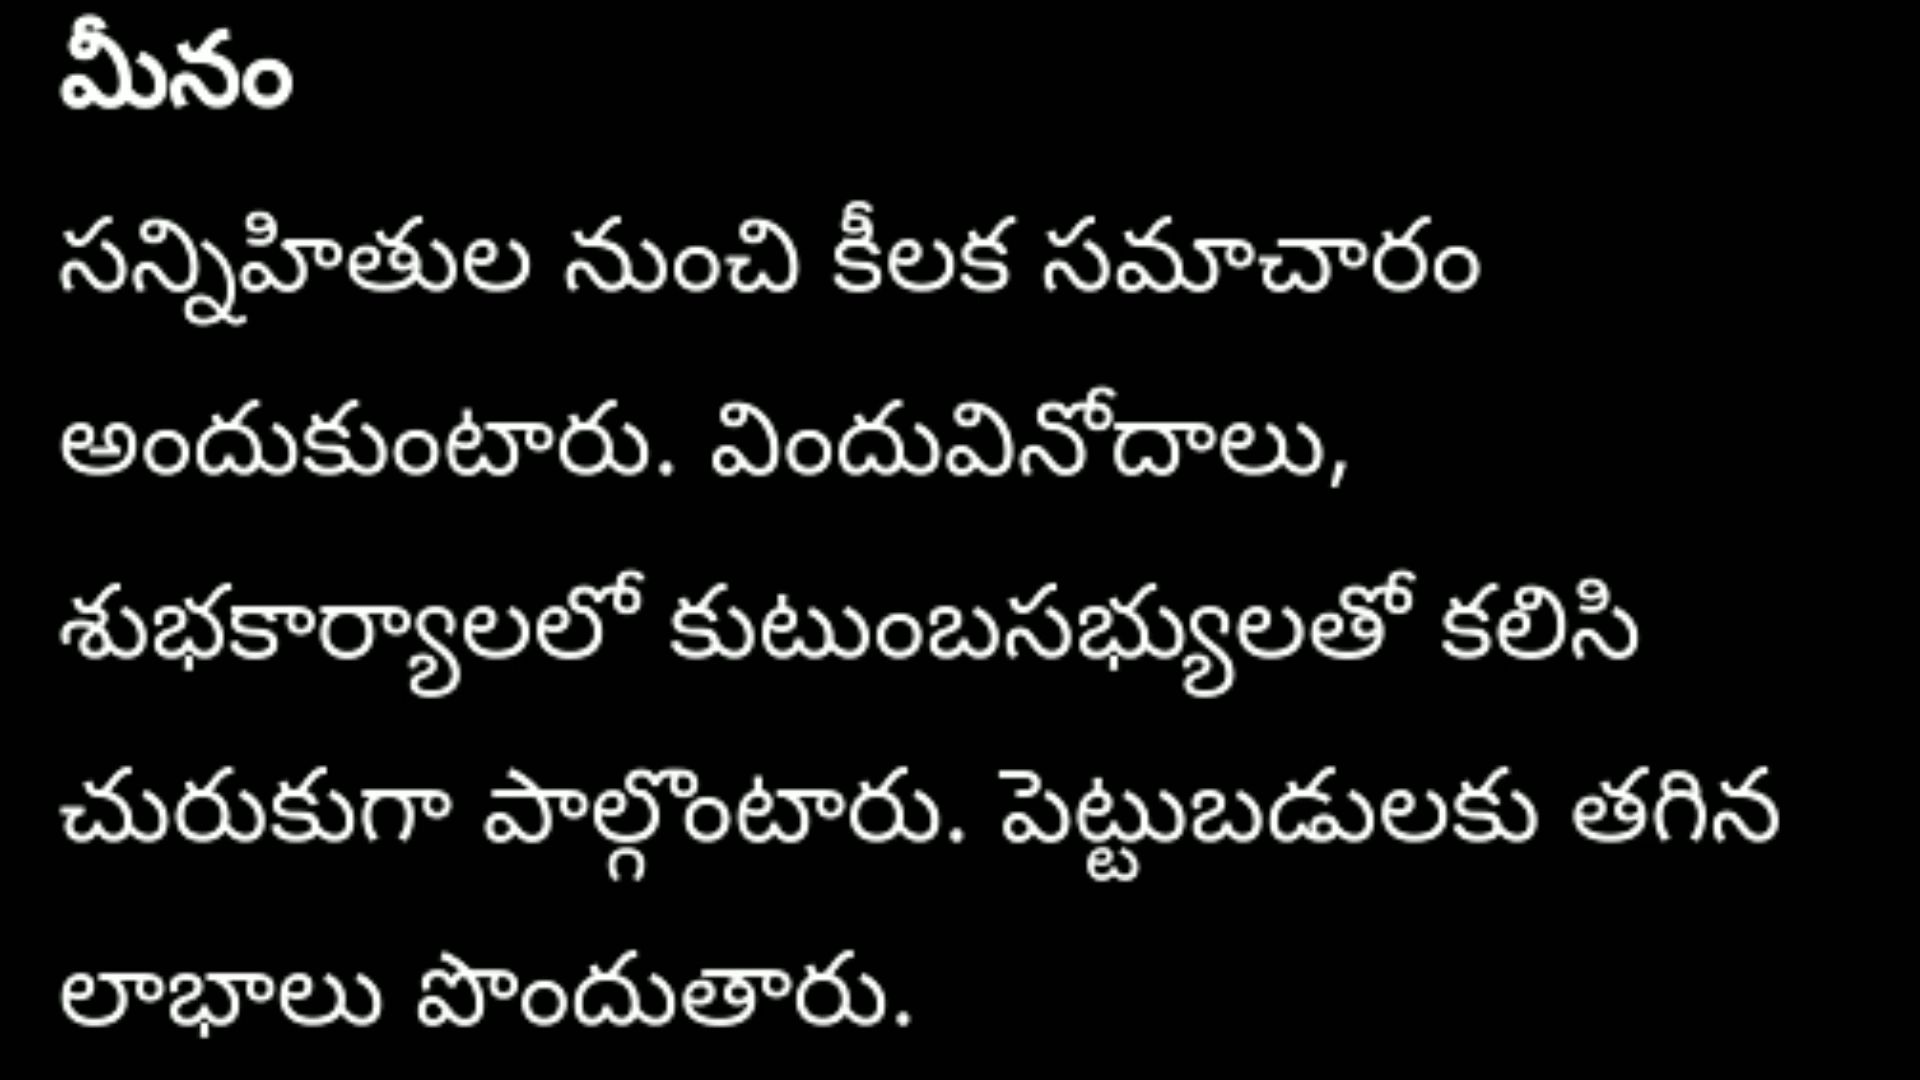 మీనం
సన్నిహితుల నుంచి కీలక సమాచారం
అందుకుంటారు. విందువినోదాలు,
శుభకార్యాలలో కుటుంబసభ్యులతో కలిసి
చురుకుగా పాల్గొంటారు. పెట్టుబడులకు తగిన
లాభాలు పొందుతారు.